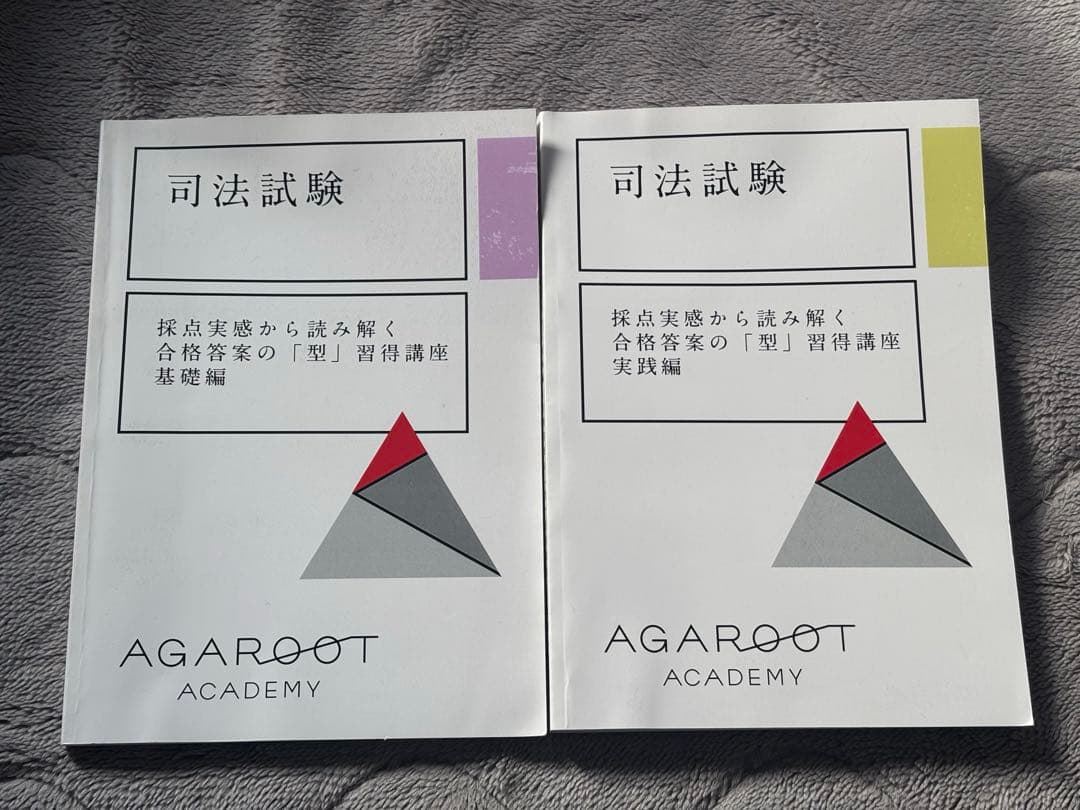 司法試験
採点実感から読み解く
合格答案の「型」習得講座
基礎編
AGAROOT
ACADEMY
司法試験
採点実感から読み解く
合格答案の「型」習得講座
実践編
AGAROOT
ACADEMY